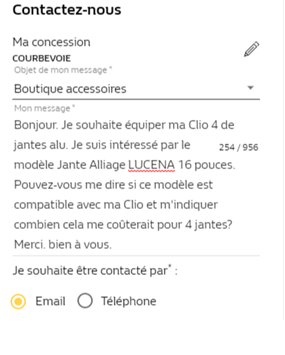 Contactez-nous
Ma concession
COURBEVOIE
Objet de mon message *
Boutique accessoires
Mon message *
Bonjour. Je souhaite équiper ma Clio 4 de
jantes alu. Je suis intéressé par le
254 / 956
modèle Jante Alliage LUCENA 16 pouces.
Pouvez-vous me dire si ce modèle est
compatible avec ma Clio et m'indiquer
combien cela me coûterait pour 4 jantes?
Merci. bien à vous.
Je souhaite être contacté par* :
Email
Téléphone